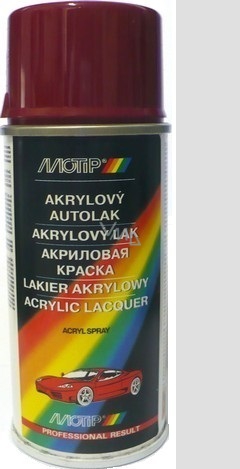 MOTIP
AKRYLOVÝ
AUTOLAK
AKRYLOVÝ LAK
АКРИЛОВАЯ
КРАСКА
LAKIER AKRYLOWY
ACRYLIC LACQUER
ACRYL SPRAY
MOTIP
PROFESSIONAL RESULT